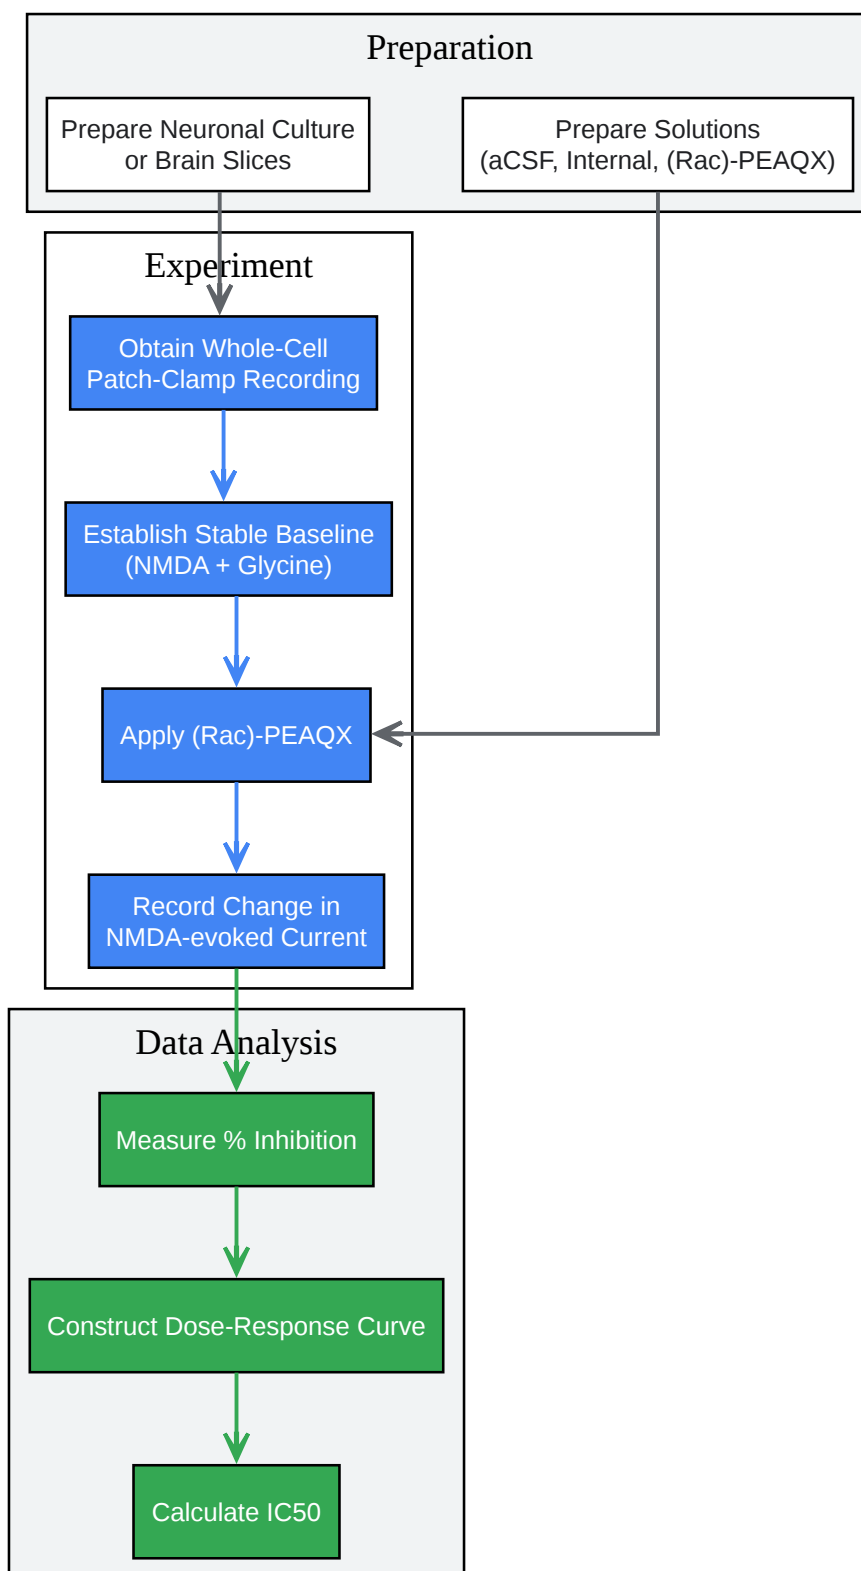 Preparation
Prepare Neuronal Culture
or Brain Slices
Prepare Solutions
(aCSF, Internal, (Rac)-PEAQX)
Experiment
Obtain Whole-Cell
Patch-Clamp Recording
Establish Stable Baseline
(NMDA + Glycine)
Apply (Rac)-PEAQX
Record Change in
NMDA-evoked Current
Data Analysis
Measure % Inhibition
Construct Dose-Response Curve
Calculate IC50